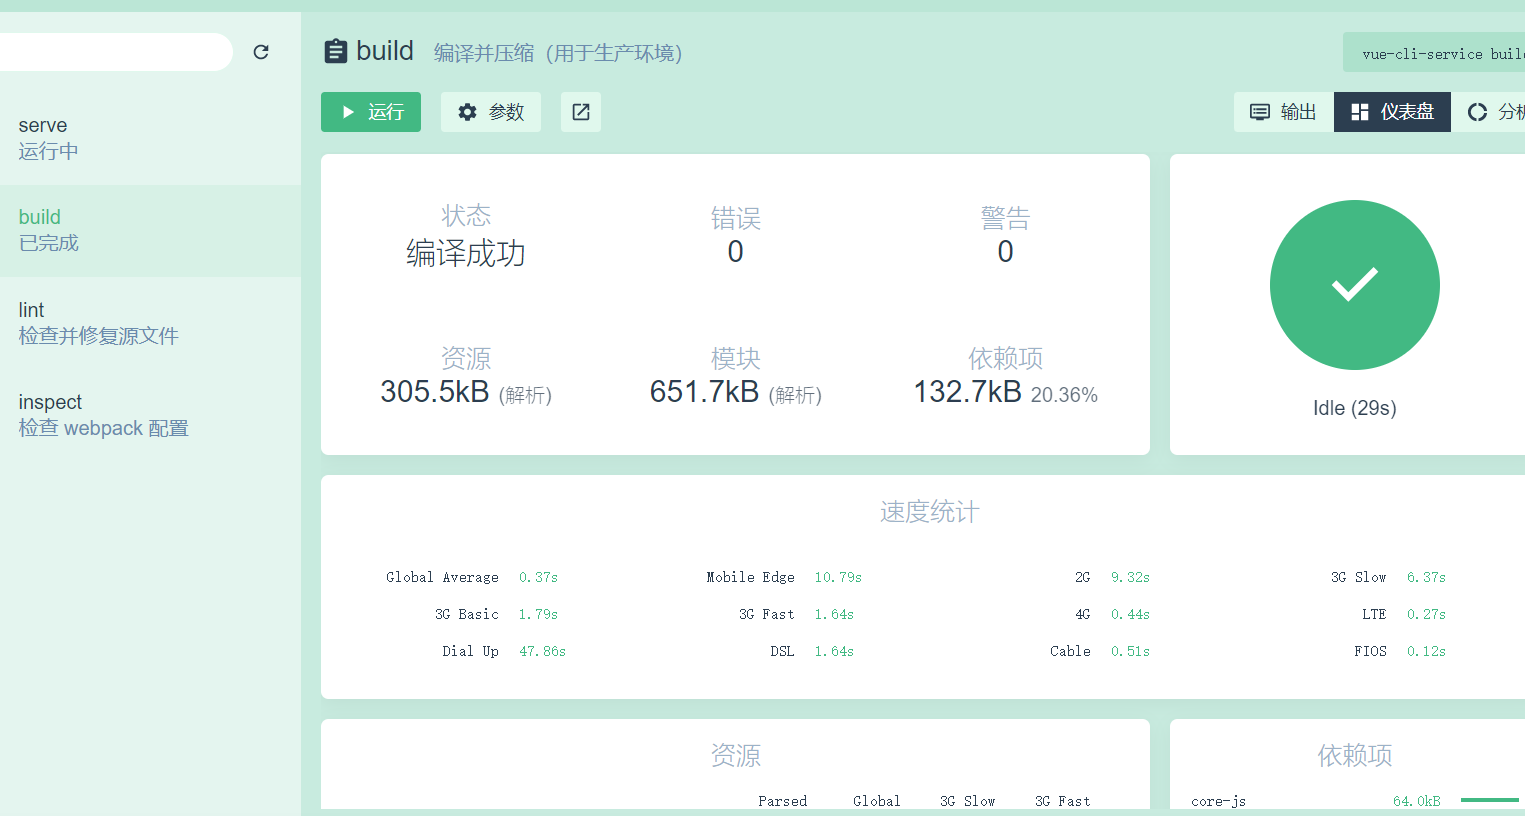 serve
运行中
build
已完成
lint
检查并修复源文件
inspect
检查 webpack 配置
build 编译并压缩（用于生产环境）
vue-cli-service build
运行 参数
输出 仪表盘 分析
状态 错误 警告
编译成功 0 0
资源 模块 依赖项
305.5kB (解析) 651.7kB (解析) 132.7kB 20.36%
Idle (29s)
速度统计
Global Average 0.37s Mobile Edge 10.79s 2G 9.32s 3G Slow 6.37s
3G Basic 1.79s 3G Fast 1.64s 4G 0.44s LTE 0.27s
Dial Up 47.86s DSL 1.64s Cable 0.51s FIOS 0.12s
资源
Parsed Global 3G Slow 3G Fast
依赖项
core-js 64.0kB